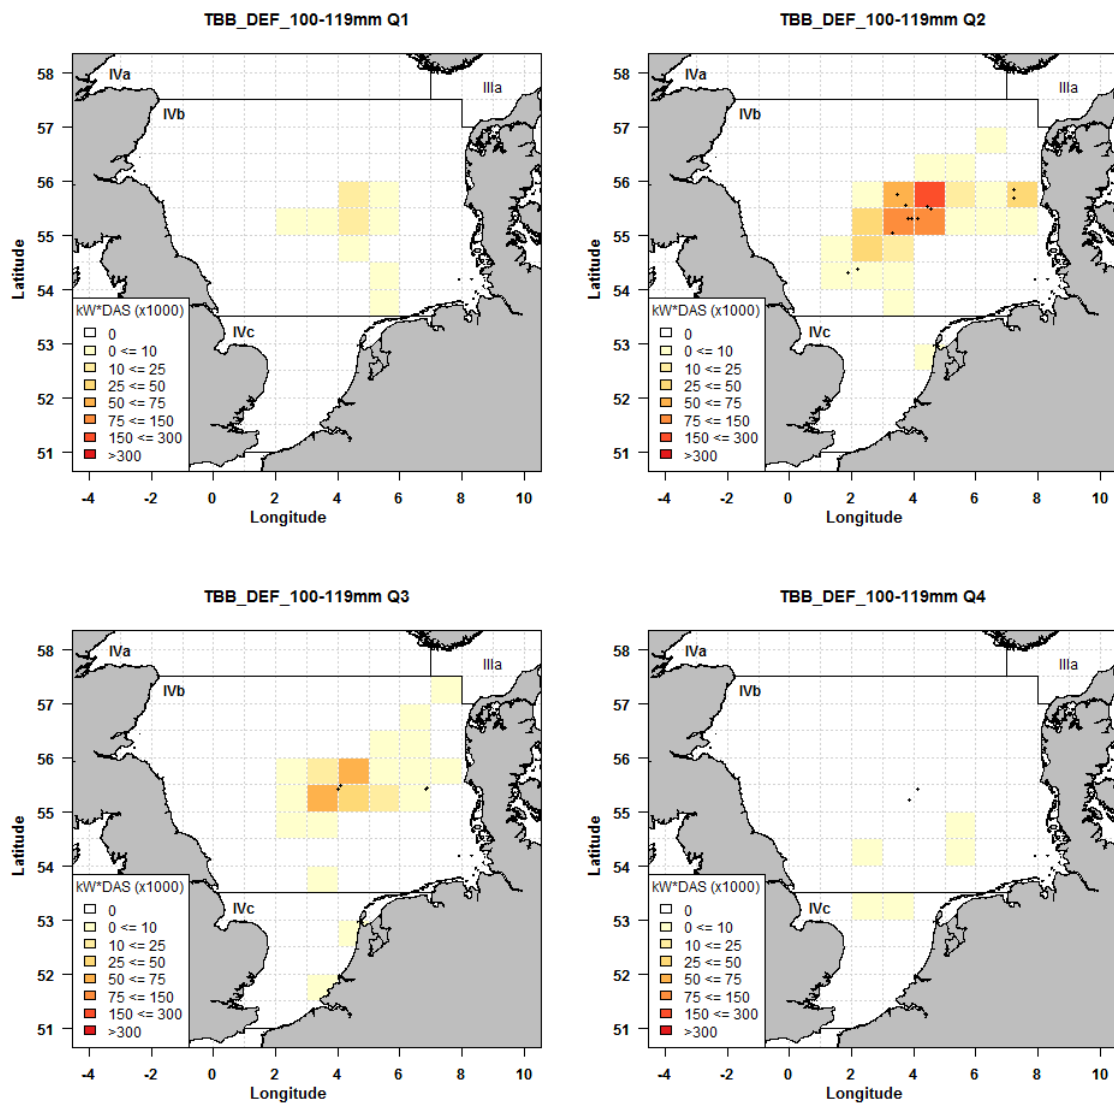 TBB_DEF_100-119mm Q1
IVa
IIIa
IVb
IVc
58
57
56
55
54
53
52
51
Latitude
kW*DAS (x1000)
0
0 <= 10
10 <= 25
25 <= 50
50 <= 75
75 <= 150
150 <= 300
>300
-4 -2 0 2 4 6 8 10
Longitude
TBB_DEF_100-119mm Q2
IVa
IIIa
IVb
IVc
58
57
56
55
54
53
52
51
Latitude
kW*DAS (x1000)
0
0 <= 10
10 <= 25
25 <= 50
50 <= 75
75 <= 150
150 <= 300
>300
-4 -2 0 2 4 6 8 10
Longitude
TBB_DEF_100-119mm Q3
IVa
IIIa
IVb
IVc
58
57
56
55
54
53
52
51
Latitude
kW*DAS (x1000)
0
0 <= 10
10 <= 25
25 <= 50
50 <= 75
75 <= 150
150 <= 300
>300
-4 -2 0 2 4 6 8 10
Longitude
TBB_DEF_100-119mm Q4
IVa
IIIa
IVb
IVc
58
57
56
55
54
53
52
51
Latitude
kW*DAS (x1000)
0
0 <= 10
10 <= 25
25 <= 50
50 <= 75
75 <= 150
150 <= 300
>300
-4 -2 0 2 4 6 8 10
Longitude